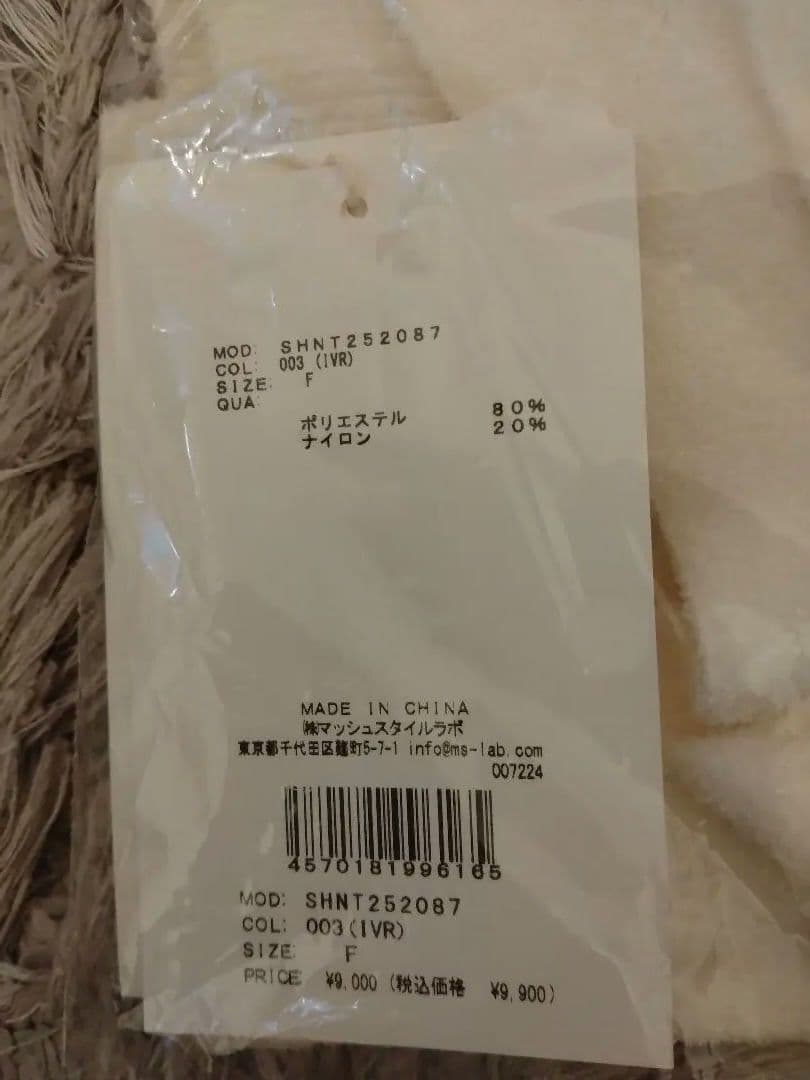 MOD: SHNT252087
COL: 003 (IVR)
SIZE: F
QUA:
ポリエステル 80%
ナイロン 20%
MADE IN CHINA
㈱マッシュスタイルラボ
東京都千代田区麹町5-7-1 info@ms-lab.com
007224
4570181996165
MOD: SHNT252087
COL: 003(IVR)
SIZE: F
PRICE: ¥9,000 (税込価格 ¥9,900)